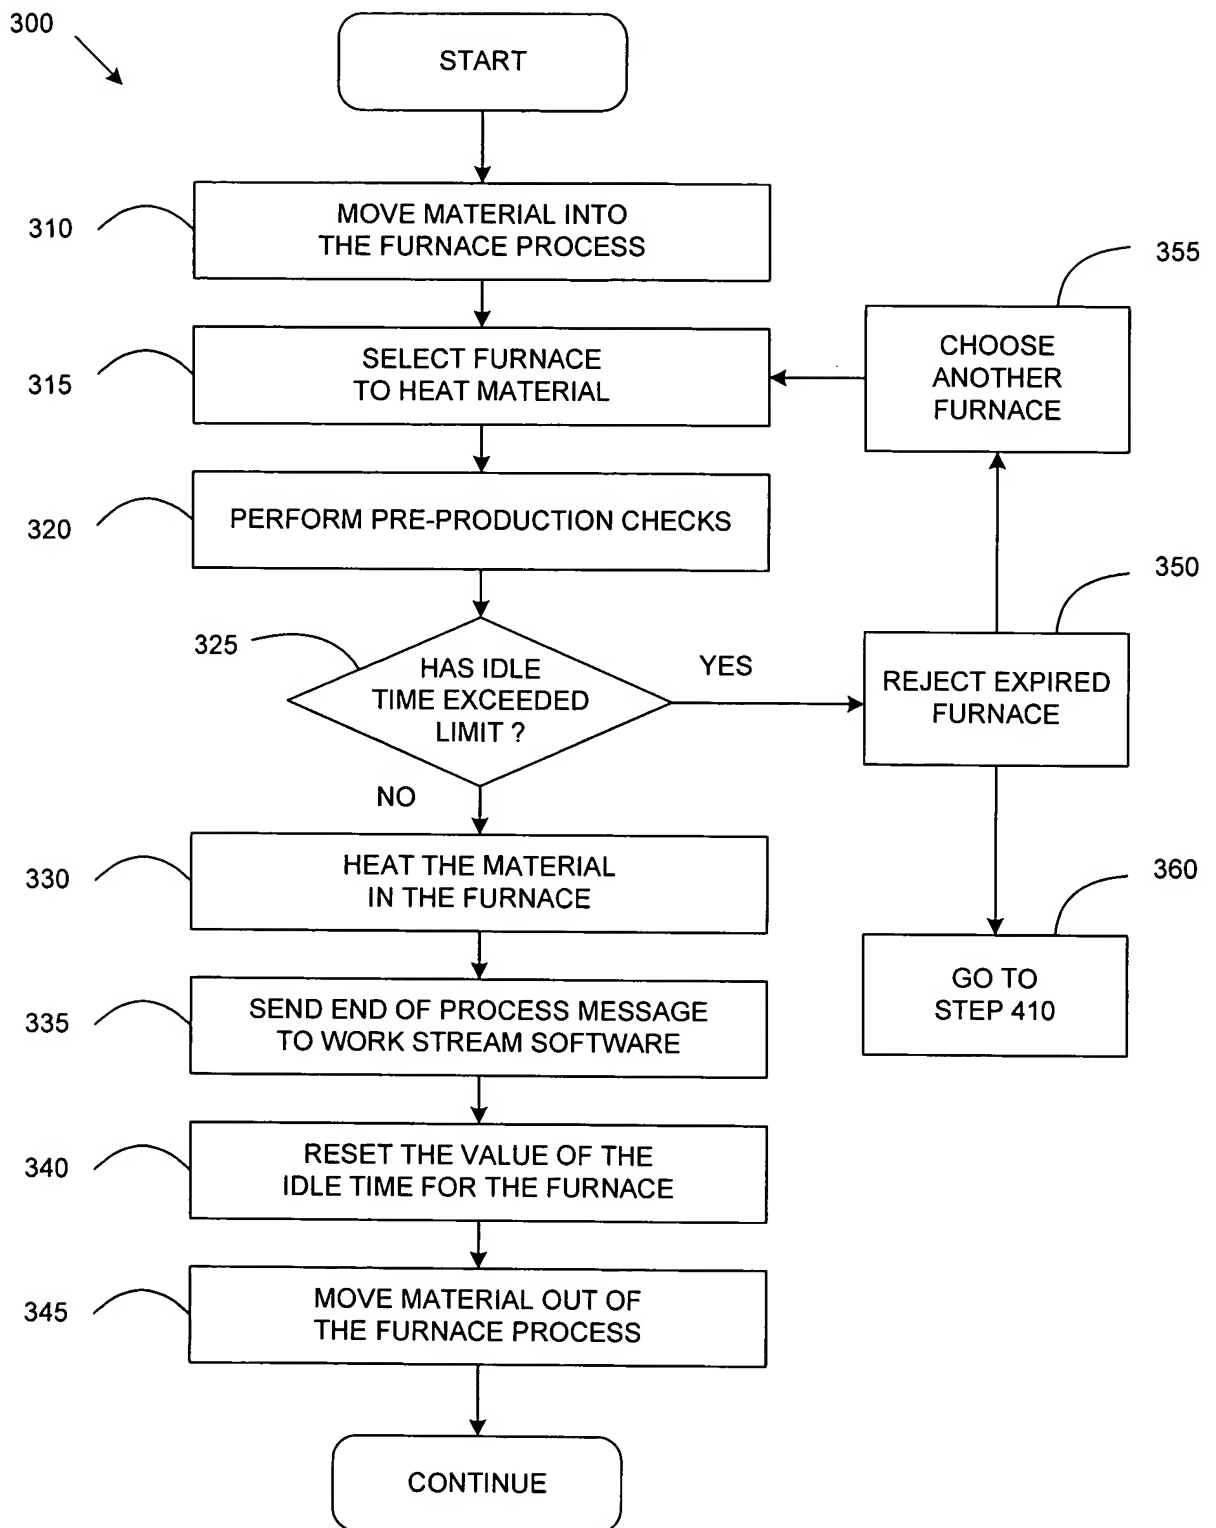 300
START
310
MOVE MATERIAL INTO
THE FURNACE PROCESS
355
CHOOSE
ANOTHER
FURNACE
315
SELECT FURNACE
TO HEAT MATERIAL
320
PERFORM PRE-PRODUCTION CHECKS
350
REJECT EXPIRED
FURNACE
325
HAS IDLE
TIME EXCEEDED
LIMIT ?
YES
NO
330
HEAT THE MATERIAL
IN THE FURNACE
360
GO TO
STEP 410
335
SEND END OF PROCESS MESSAGE
TO WORK STREAM SOFTWARE
340
RESET THE VALUE OF THE
IDLE TIME FOR THE FURNACE
345
MOVE MATERIAL OUT OF
THE FURNACE PROCESS
CONTINUE